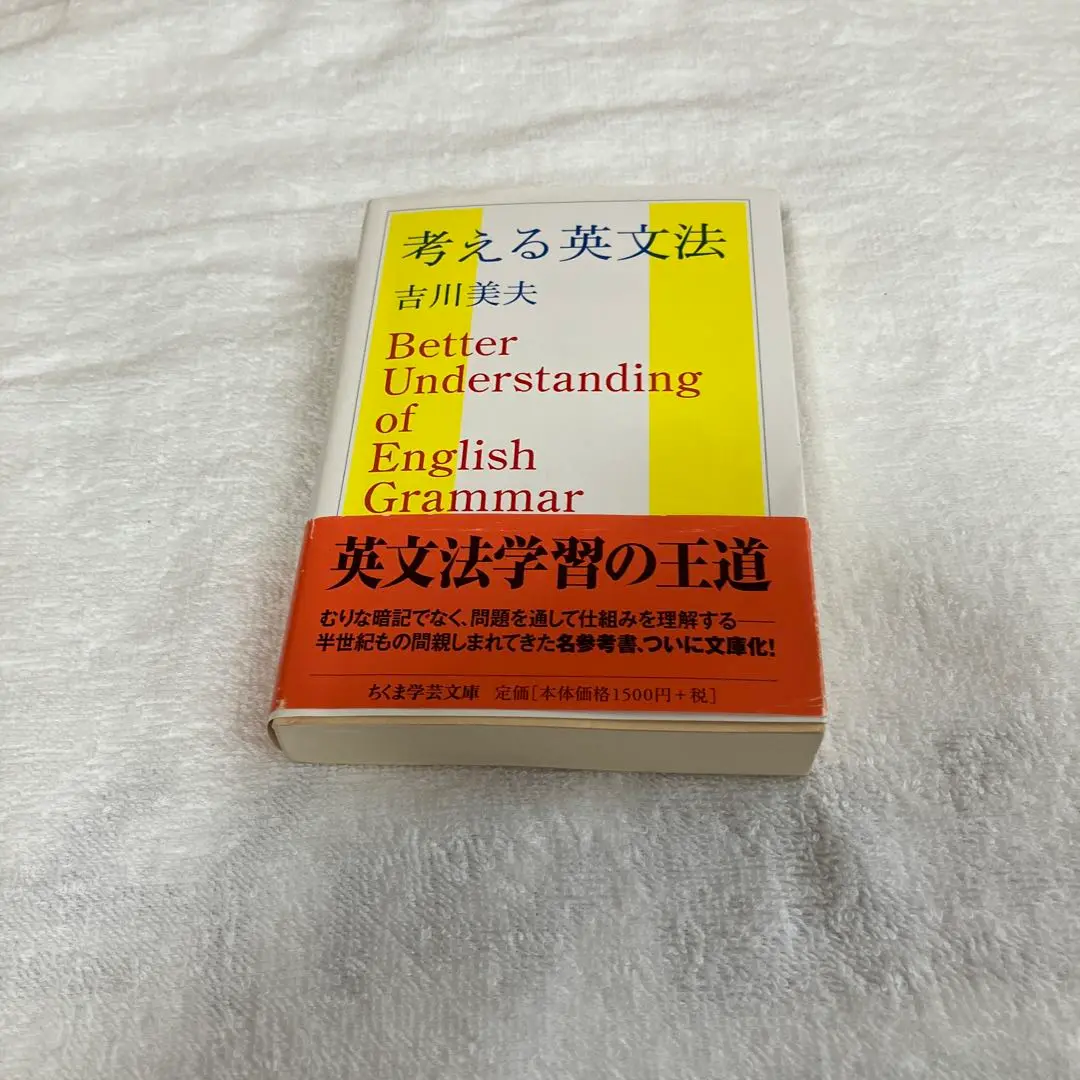 考える英文法
吉川美夫
Better
Understanding
of
English
Grammar
英文法学習の王道
むりな暗記でなく、問題を通して仕組みを理解する——
半世紀もの間親しまれてきた名参考書、ついに文庫化!
ちくま学芸文庫 定価[本体価格1500円+税]